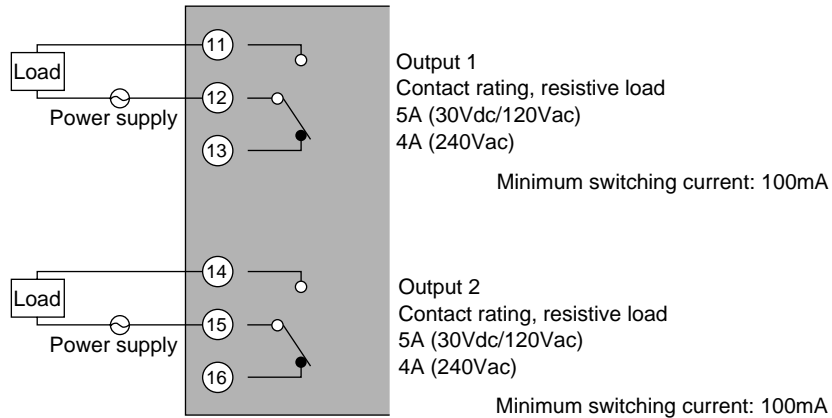 11
Load
12
Power supply
13
Output 1
Contact rating, resistive load
5A (30Vdc/120Vac)
4A (240Vac)
Minimum switching current: 100mA
14
Load
15
Power supply
16
Output 2
Contact rating, resistive load
5A (30Vdc/120Vac)
4A (240Vac)
Minimum switching current: 100mA